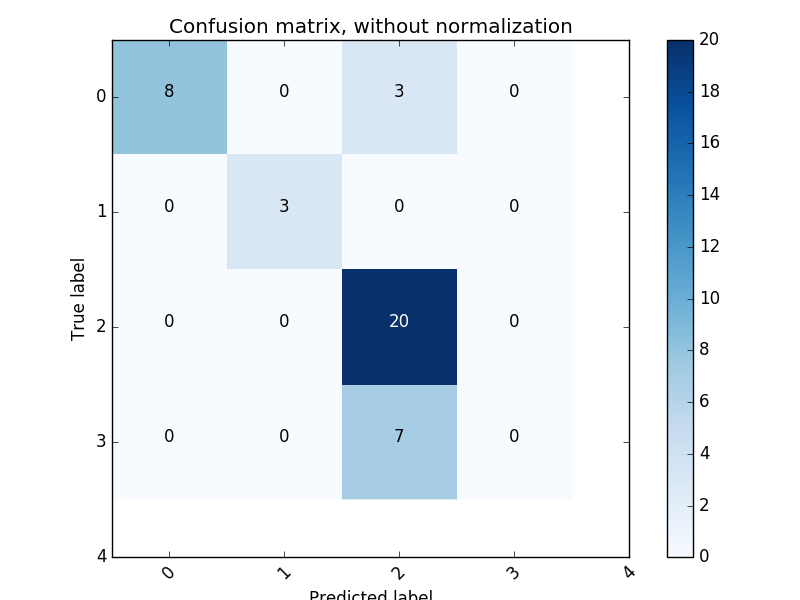 Confusion matrix, without normalization
20
18
16
14
12
10
8
6
4
2
0
True label
0 8 0 3 0
1 0 3 0 0
2 0 0 20 0
3 0 0 7 0
4
0 1 2 3 4
Predicted label